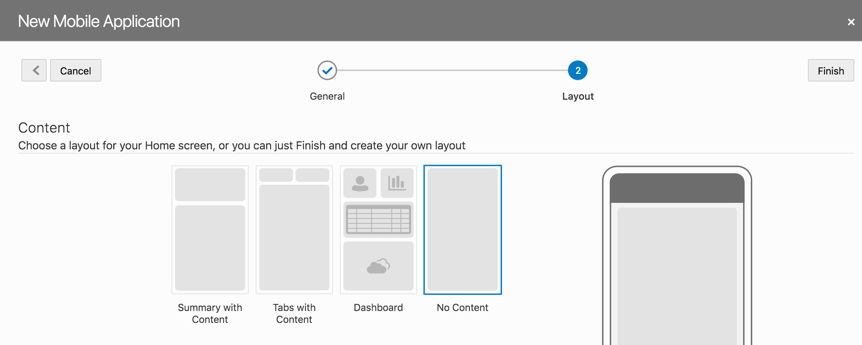 New Mobile Application
×
Cancel
2
Finish
General
Layout
Content
Choose a layout for your Home screen, or you can just Finish and create your own layout
Summary with
Content
Tabs with
Content
Dashboard
No Content